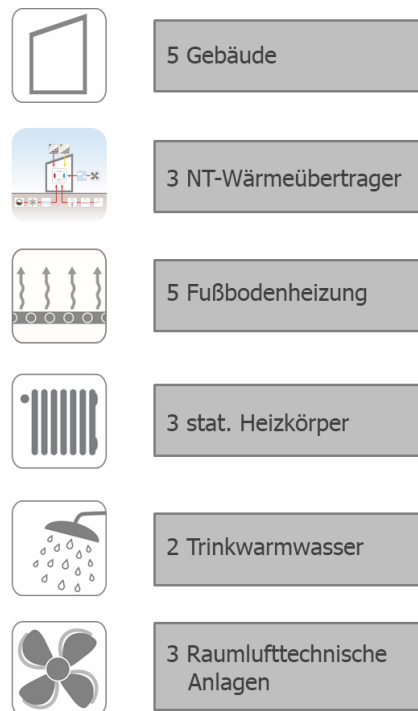 5 Gebäude
3 NT-Wärmeübertrager
5 Fußbodenheizung
3 stat. Heizkörper
2 Trinkwarmwasser
3 Raumlufttechnische
Anlagen